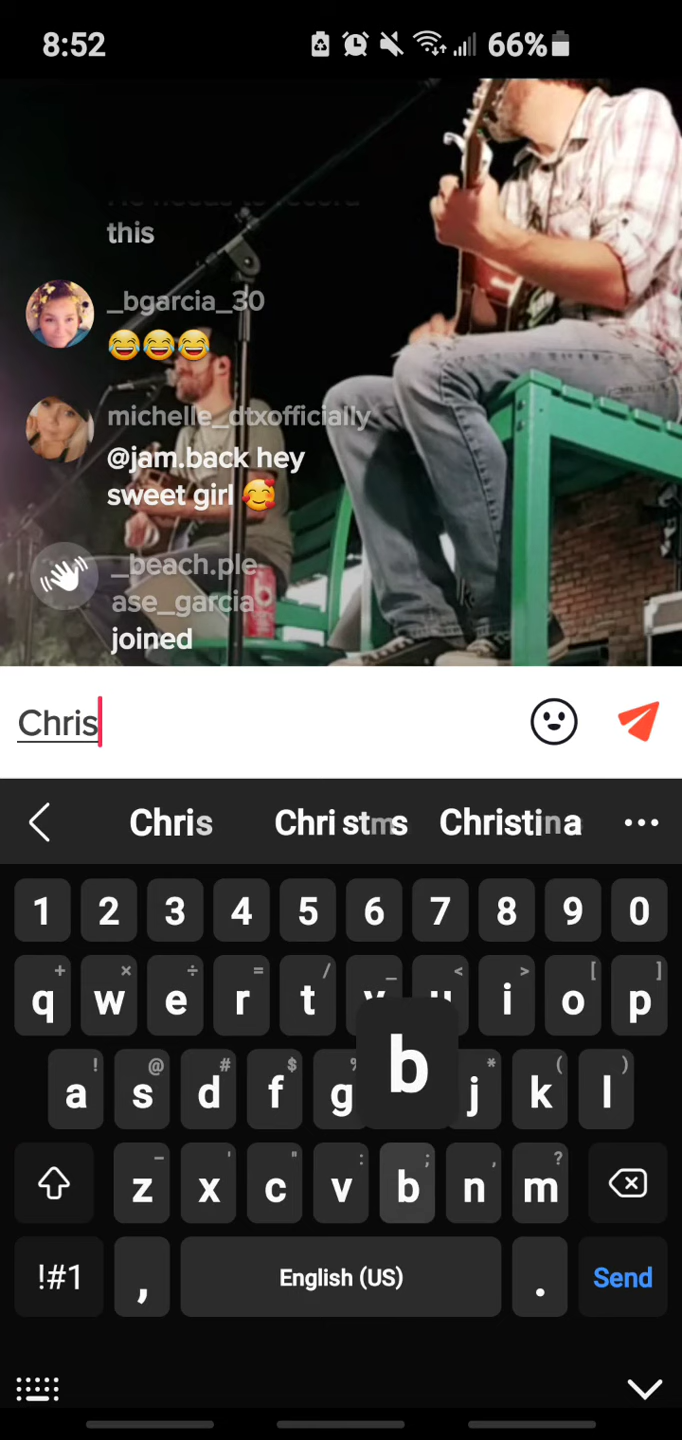 8:52
66%
this
_bgarcia_30
😂😂😂
michelle_dtxofficially
@jam.back hey
sweet girl 🥰
_beach.ple
ase_garcia
joined
Chris
Chris Christina
1 2 3 4 5 6 7 8 9 0
+ × ÷ = / _ < > [ ]
q w e r t i o p
! @ # $ * ( )
a s d f g b j k l
- ' " : ; , ?
z x c v b n m
!#1 , English (US) . Send